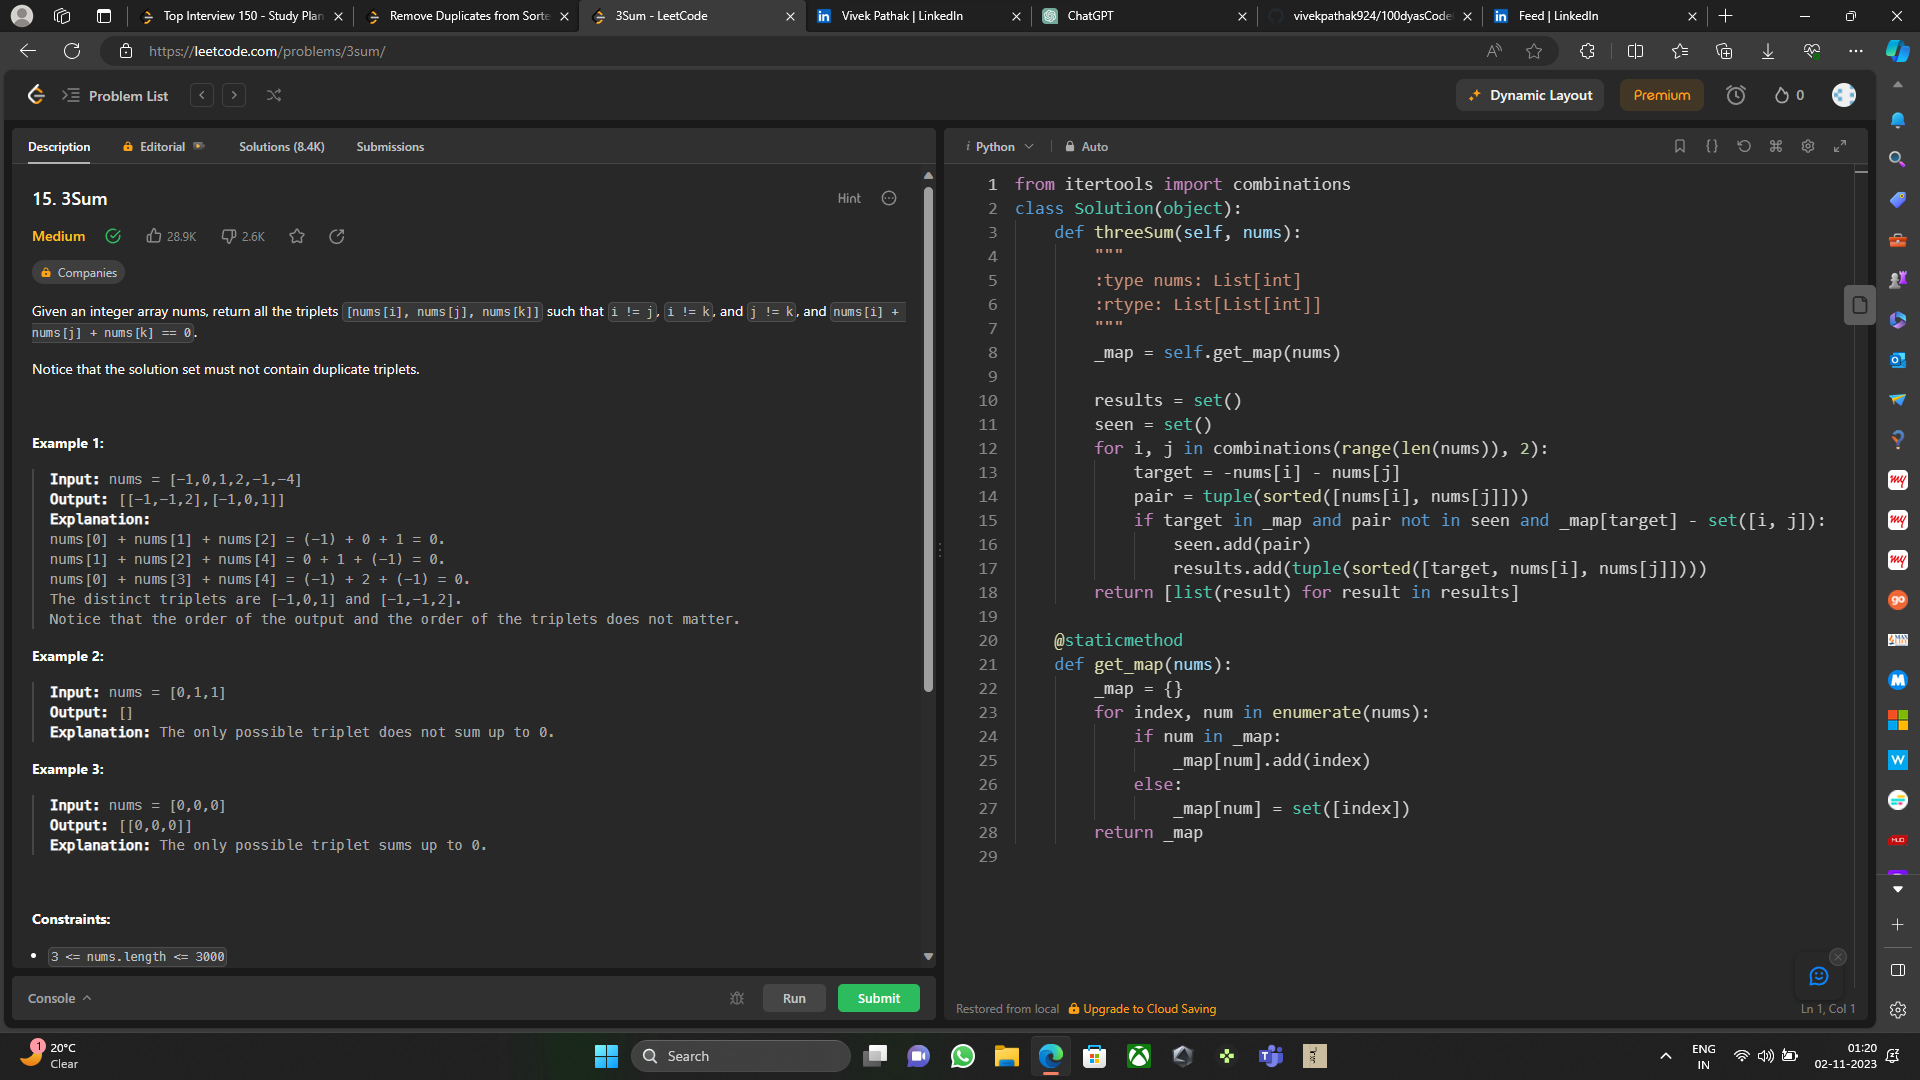 Top Interview 150 - Study Plan
Remove Duplicates from Sorte
3Sum - LeetCode
Vivek Pathak | LinkedIn
ChatGPT
vivekpathak924/100dyasCode
Feed | LinkedIn
https://leetcode.com/problems/3sum/
Problem List
Dynamic Layout
Premium
0
Description
Editorial
Solutions (8.4K)
Submissions
15. 3Sum
Hint
Medium
28.9K
2.6K
Companies
Given an integer array nums, return all the triplets [nums[i], nums[j], nums[k]] such that i != j, i != k, and j != k, and nums[i] +
nums[j] + nums[k] == 0.
Notice that the solution set must not contain duplicate triplets.
Example 1:
Input: nums = [-1,0,1,2,-1,-4]
Output: [[-1,-1,2],[-1,0,1]]
Explanation:
nums[0] + nums[1] + nums[2] = (-1) + 0 + 1 = 0.
nums[1] + nums[2] + nums[4] = 0 + 1 + (-1) = 0.
nums[0] + nums[3] + nums[4] = (-1) + 2 + (-1) = 0.
The distinct triplets are [-1,0,1] and [-1,-1,2].
Notice that the order of the output and the order of the triplets does not matter.
Example 2:
Input: nums = [0,1,1]
Output: []
Explanation: The only possible triplet does not sum up to 0.
Example 3:
Input: nums = [0,0,0]
Output: [[0,0,0]]
Explanation: The only possible triplet sums up to 0.
Constraints:
• 3 <= nums.length <= 3000
Console
Run
Submit
i Python
Auto
1 from itertools import combinations
2 class Solution(object):
3 def threeSum(self, nums):
4 """
5 :type nums: List[int]
6 :rtype: List[List[int]]
7 """
8 _map = self.get_map(nums)
9
10 results = set()
11 seen = set()
12 for i, j in combinations(range(len(nums)), 2):
13 target = -nums[i] - nums[j]
14 pair = tuple(sorted([nums[i], nums[j]]))
15 if target in _map and pair not in seen and _map[target] - set([i, j]):
16 seen.add(pair)
17 results.add(tuple(sorted([target, nums[i], nums[j]])))
18 return [list(result) for result in results]
19
20 @staticmethod
21 def get_map(nums):
22 _map = {}
23 for index, num in enumerate(nums):
24 if num in _map:
25 _map[num].add(index)
26 else:
27 _map[num] = set([index])
28 return _map
29
Restored from local
Upgrade to Cloud Saving
Ln 1, Col 1
my
my
my
go
M
W
1
20°C
Clear
Search
ENG
IN
01:20
02-11-2023